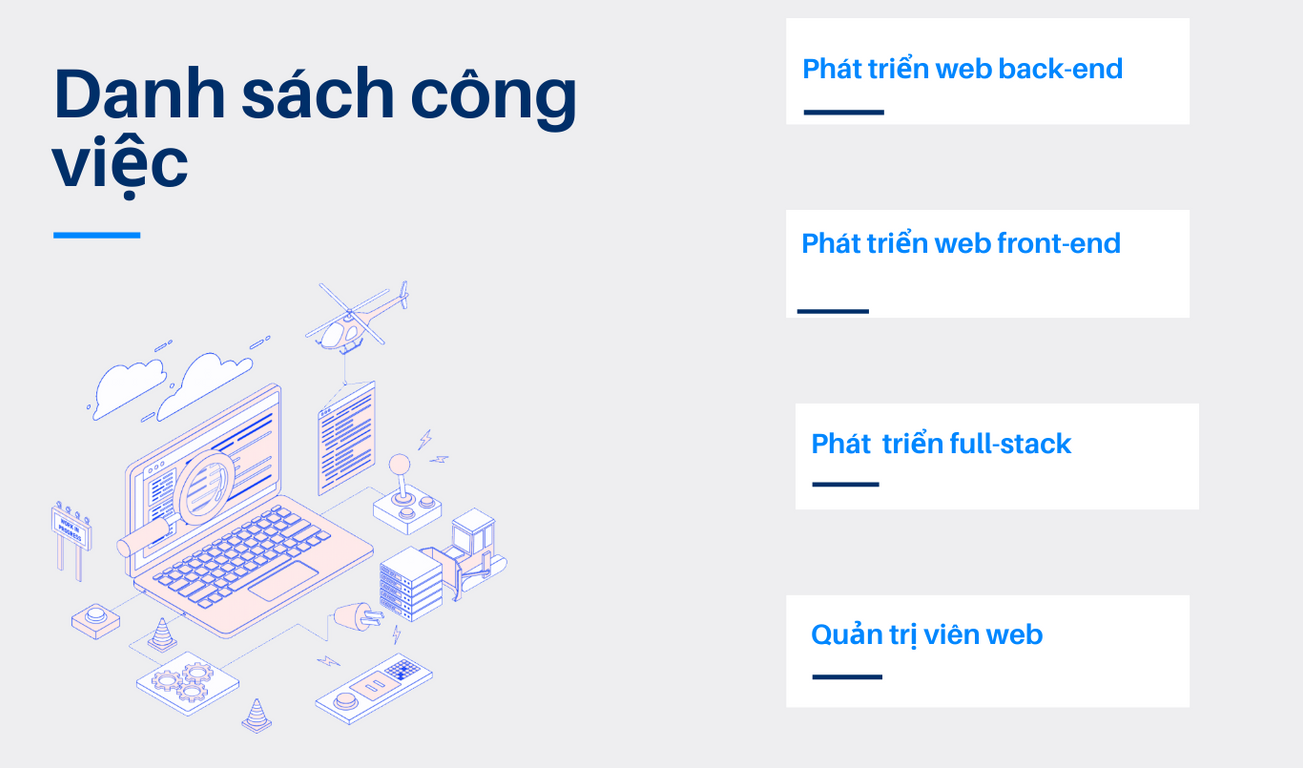 Danh sách công
việc
Phát triển web back-end
Phát triển web front-end
Phát triển full-stack
Quản trị viên web
WORK IN
PROGRESS